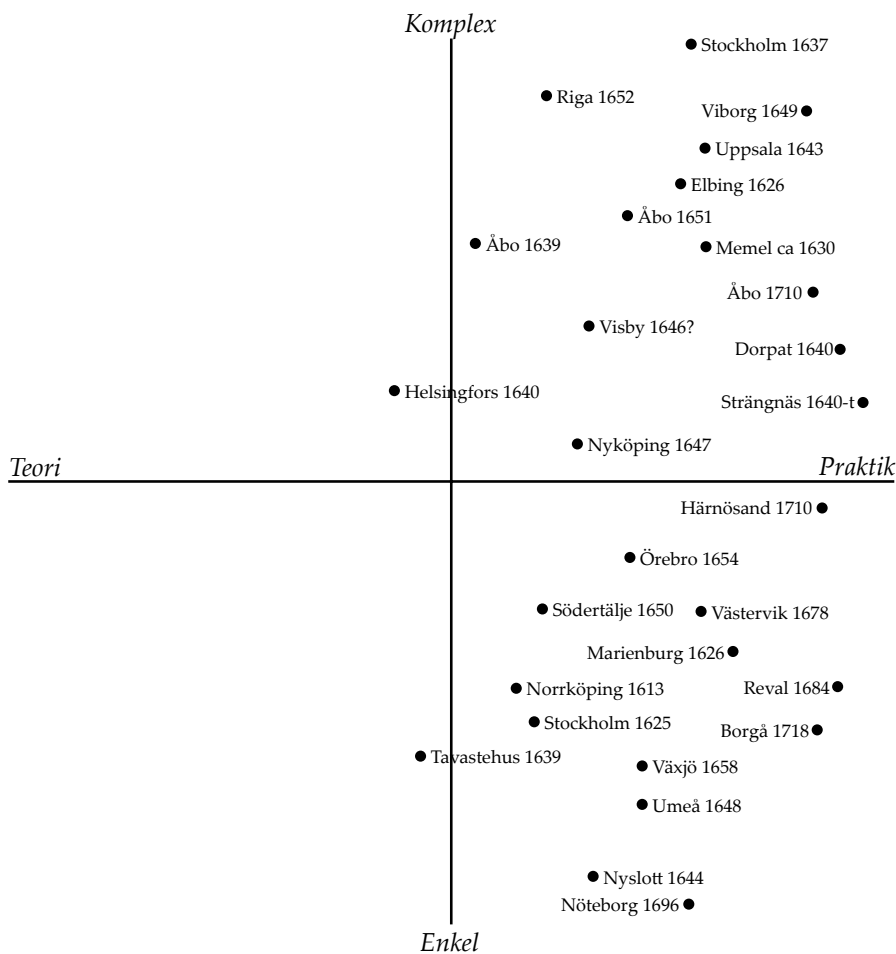 Komplex
Stockholm 1637
Riga 1652
Viborg 1649
Uppsala 1643
Elbing 1626
Åbo 1651
Åbo 1639
Memel ca 1630
Åbo 1710
Visby 1646?
Dorpat 1640
Helsingfors 1640
Strängnäs 1640-t
Nyköping 1647
Teori
Praktik
Härnösand 1710
Örebro 1654
Södertälje 1650
Västervik 1678
Marienburg 1626
Norrköping 1613
Reval 1684
Stockholm 1625
Borgå 1718
Tavastehus 1639
Växjö 1658
Umeå 1648
Nyslott 1644
Nöteborg 1696
Enkel